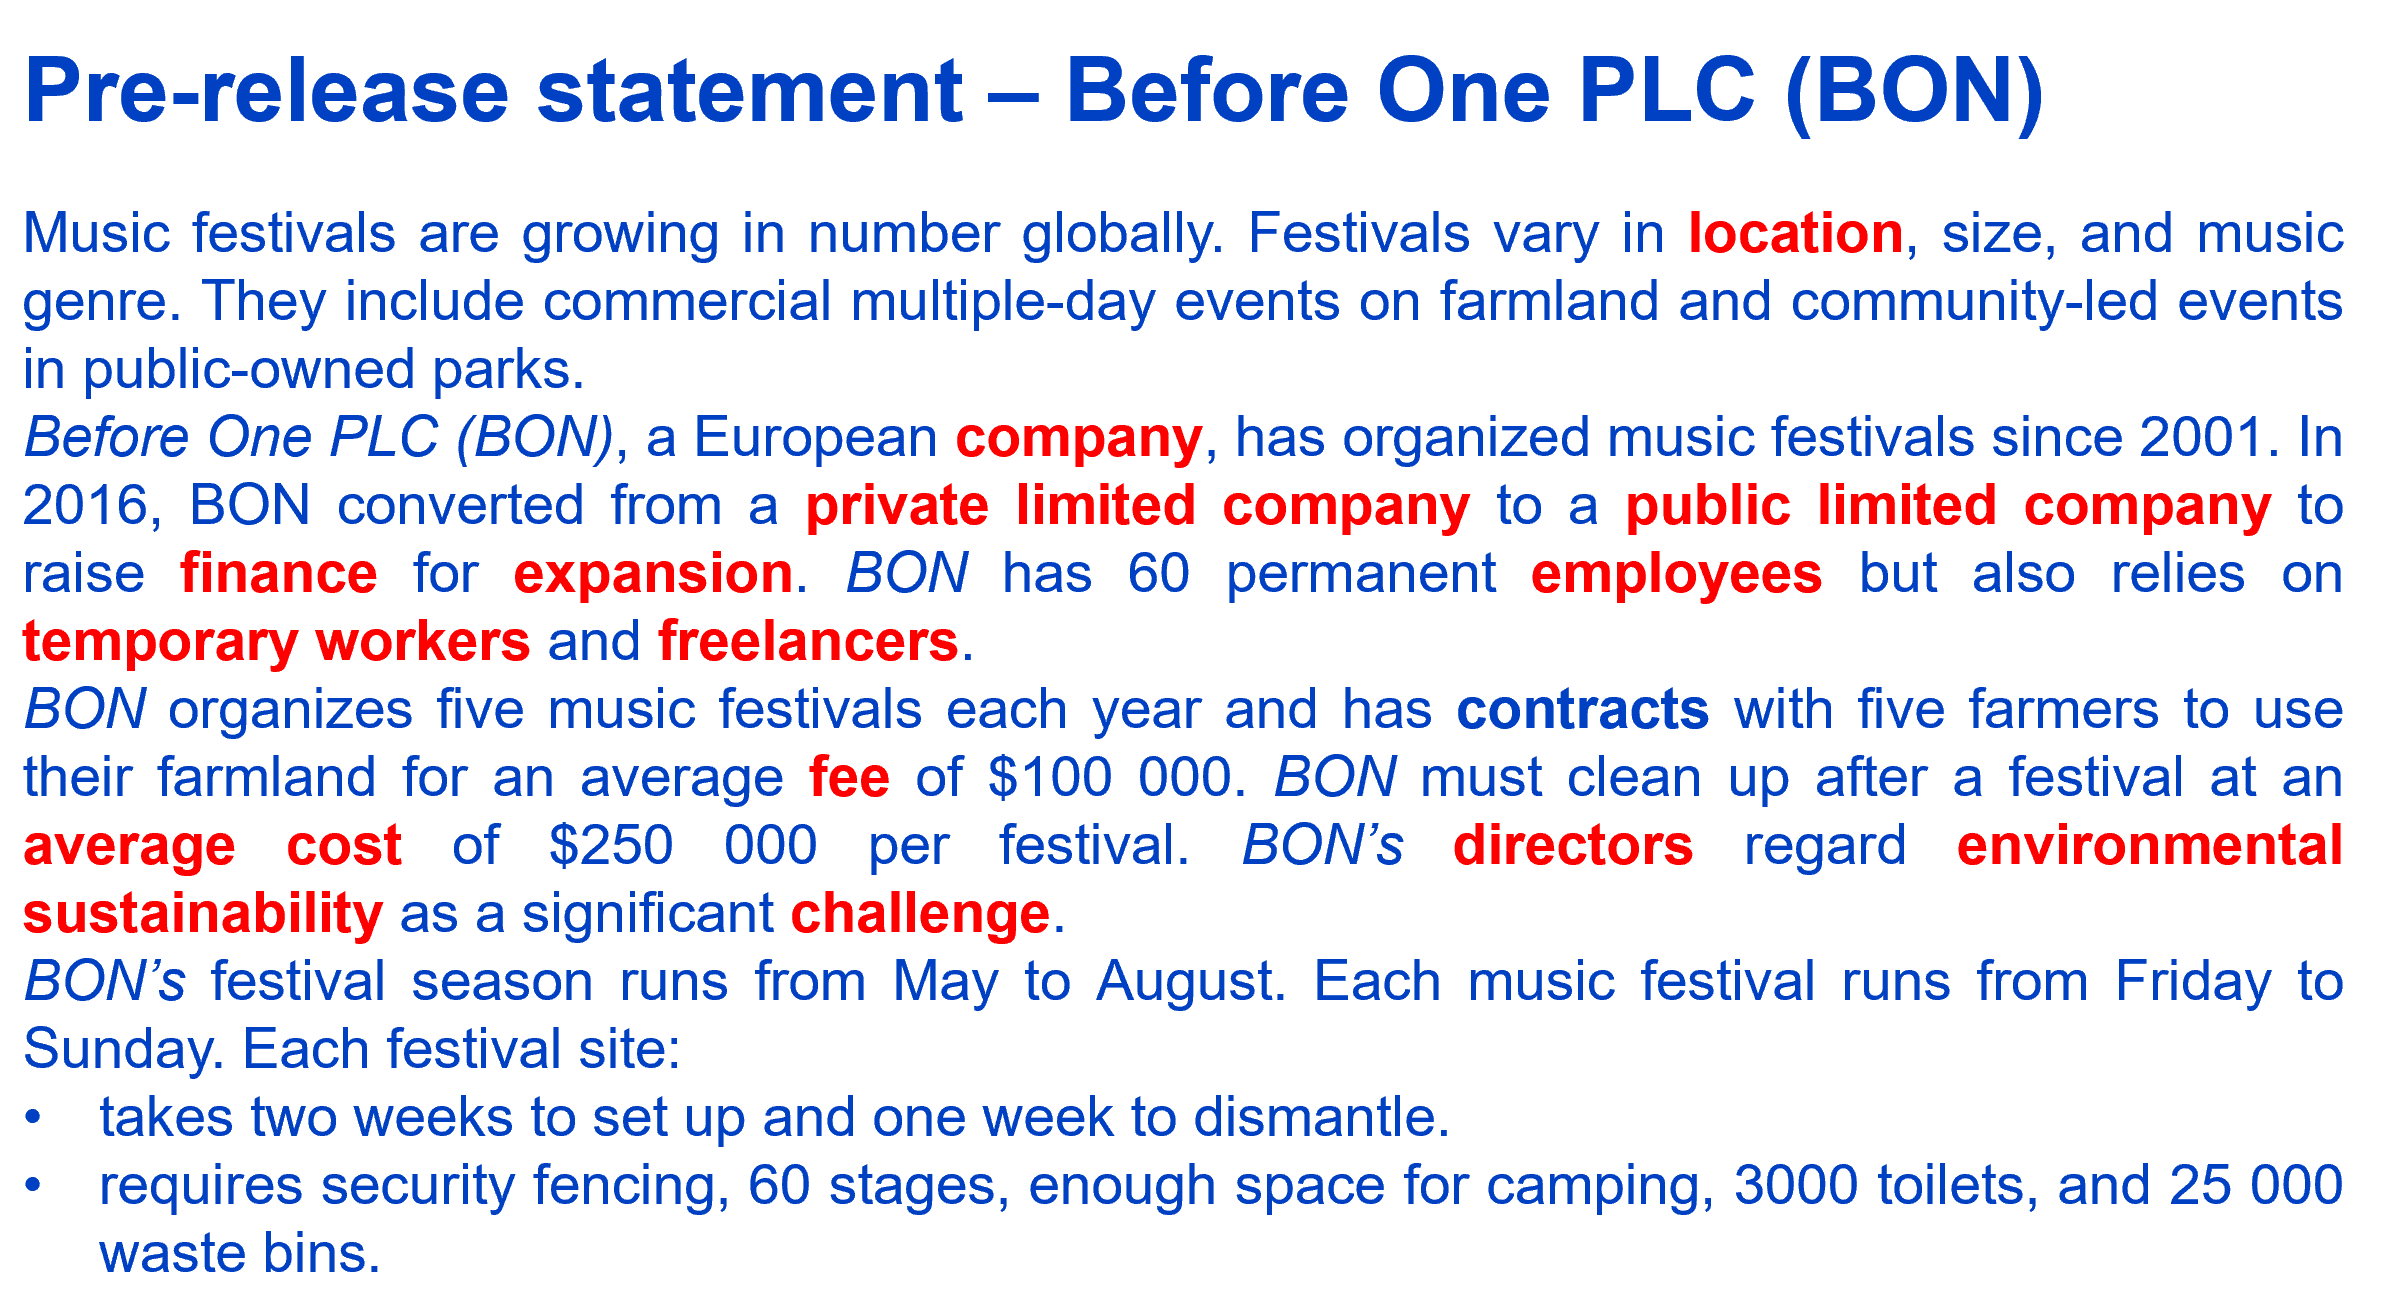 Pre-release statement – Before One PLC (BON)
Music festivals are growing in number globally. Festivals vary in location, size, and music
genre. They include commercial multiple-day events on farmland and community-led events
in public-owned parks.
Before One PLC (BON), a European company, has organized music festivals since 2001. In
2016, BON converted from a private limited company to a public limited company to
raise finance for expansion. BON has 60 permanent employees but also relies on
temporary workers and freelancers.
BON organizes five music festivals each year and has contracts with five farmers to use
their farmland for an average fee of $100 000. BON must clean up after a festival at an
average cost of $250 000 per festival. BON’s directors regard environmental
sustainability as a significant challenge.
BON’s festival season runs from May to August. Each music festival runs from Friday to
Sunday. Each festival site:
• takes two weeks to set up and one week to dismantle.
• requires security fencing, 60 stages, enough space for camping, 3000 toilets, and 25 000
waste bins.